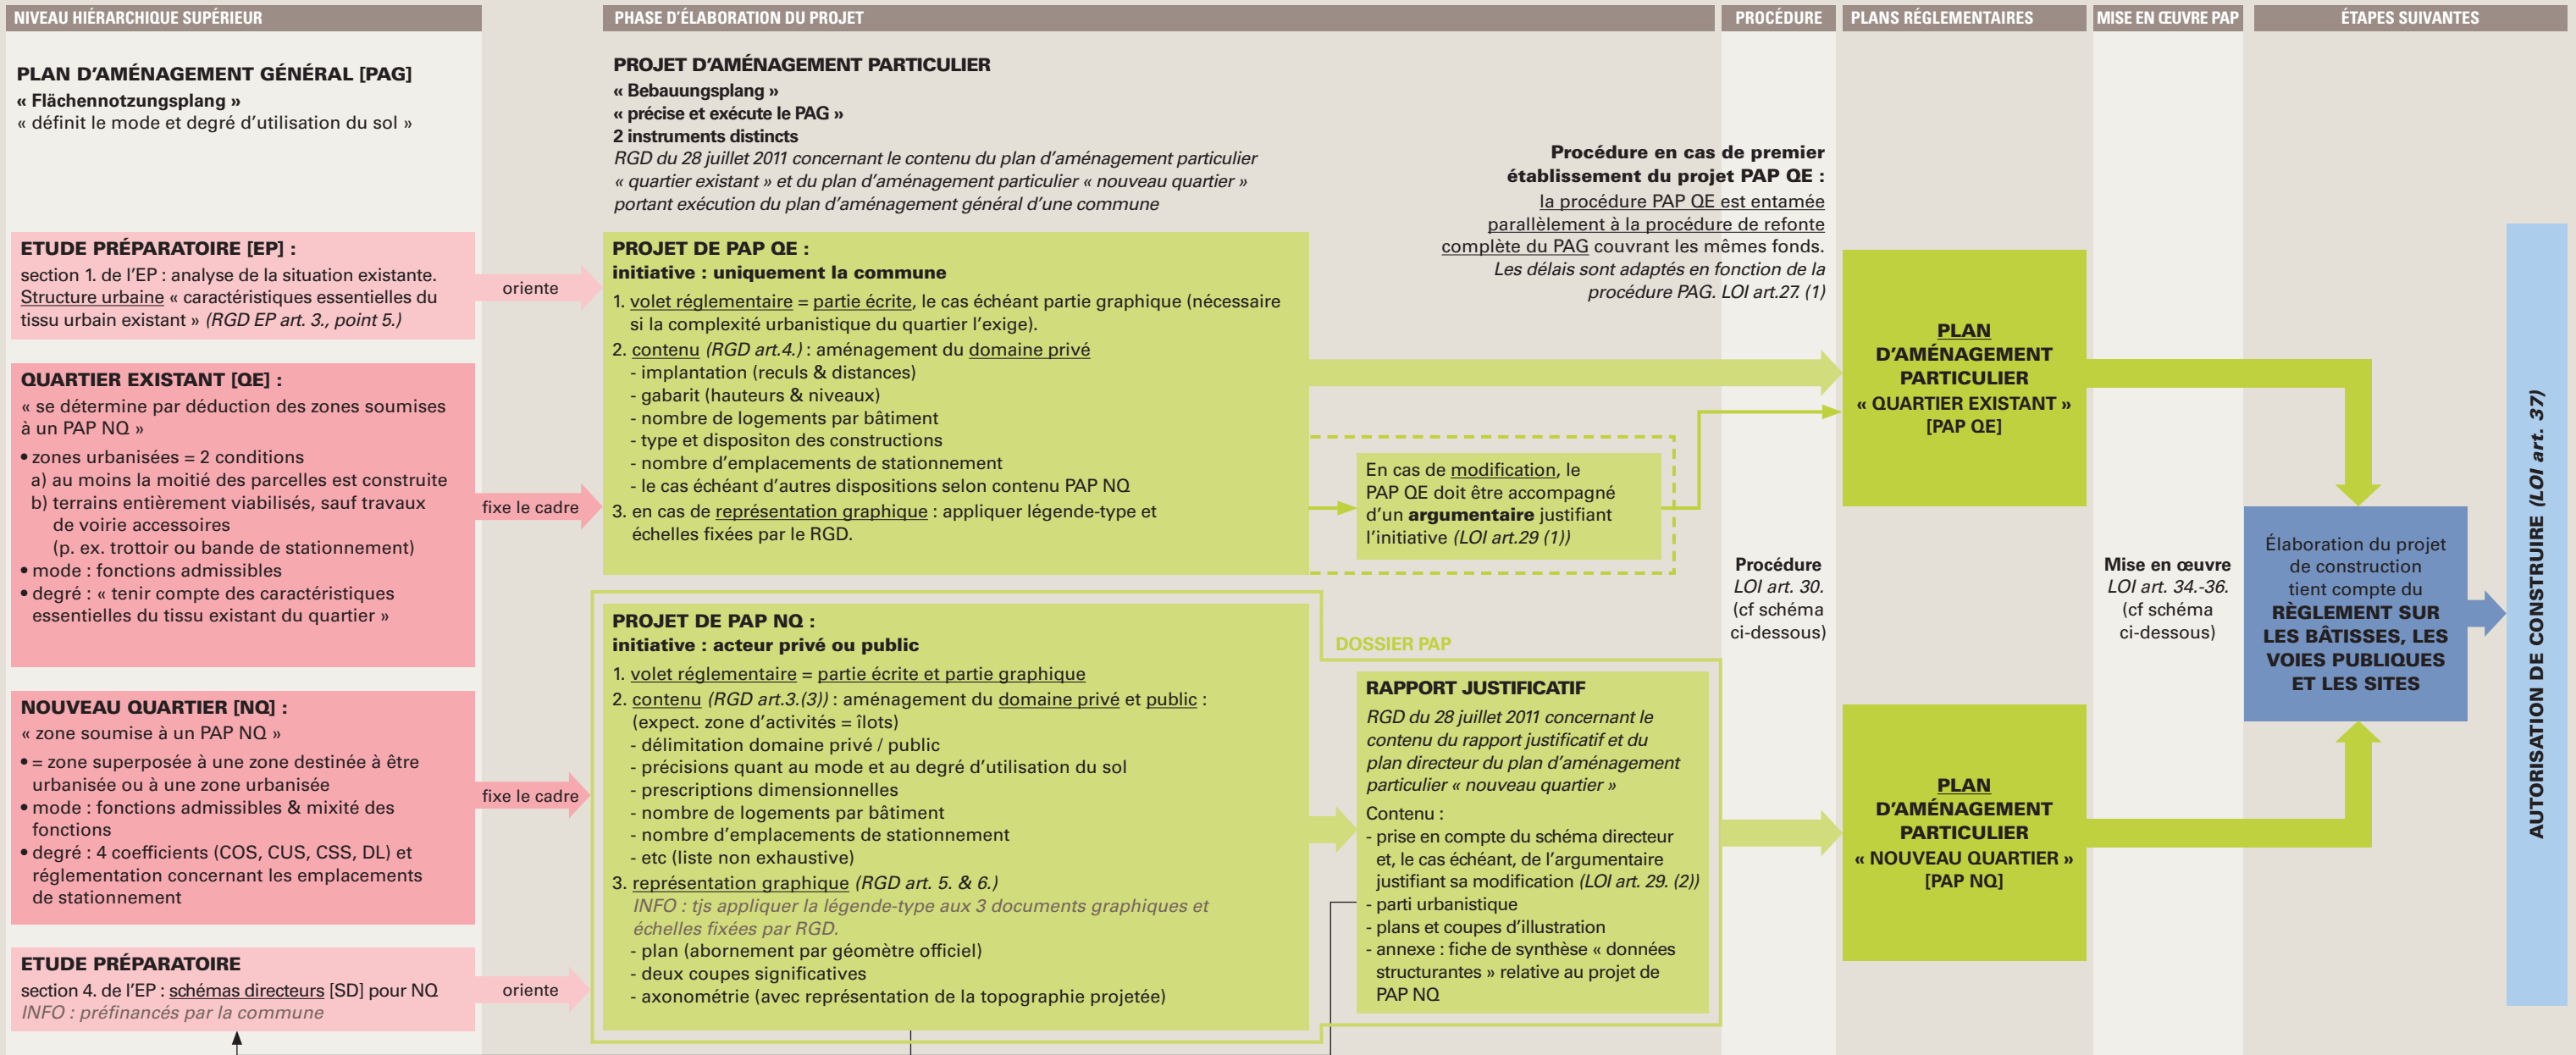 NIVEAU HIÉRARCHIQUE SUPÉRIEUR
PHASE D'ÉLABORATION DU PROJET
PROCÉDURE
PLANS RÉGLEMENTAIRES
MISE EN ŒUVRE PAP
ÉTAPES SUIVANTES
PLAN D'AMÉNAGEMENT GÉNÉRAL [PAG]
« Flächennotzungsplang »
« définit le mode et degré d'utilisation du sol »
ETUDE PRÉPARATOIRE [EP] :
section 1. de l'EP : analyse de la situation existante.
Structure urbaine « caractéristiques essentielles du
tissu urbain existant » (RGD EP art. 3., point 5.)
QUARTIER EXISTANT [QE] :
« se détermine par déduction des zones soumises
à un PAP NQ »
• zones urbanisées = 2 conditions
a) au moins la moitié des parcelles est construite
b) terrains entièrement viabilisés, sauf travaux
de voirie accessoires
(p. ex. trottoir ou bande de stationnement)
• mode : fonctions admissibles
• degré : « tenir compte des caractéristiques
essentielles du tissu existant du quartier »
NOUVEAU QUARTIER [NQ] :
« zone soumise à un PAP NQ »
• = zone superposée à une zone destinée à être
urbanisée ou à une zone urbanisée
• mode : fonctions admissibles & mixité des
fonctions
• degré : 4 coefficients (COS, CUS, CSS, DL) et
réglementation concernant les emplacements
de stationnement
ETUDE PRÉPARATOIRE
section 4. de l'EP : schémas directeurs [SD] pour NQ
INFO : préfinancés par la commune
oriente
fixe le cadre
fixe le cadre
oriente
PROJET D'AMÉNAGEMENT PARTICULIER
« Bebauungsplang »
« précise et exécute le PAG »
2 instruments distincts
RGD du 28 juillet 2011 concernant le contenu du plan d'aménagement particulier
« quartier existant » et du plan d'aménagement particulier « nouveau quartier »
portant exécution du plan d'aménagement général d'une commune
PROJET DE PAP QE :
initiative : uniquement la commune
1. volet réglementaire = partie écrite, le cas échéant partie graphique (nécessaire
si la complexité urbanistique du quartier l'exige).
2. contenu (RGD art.4.) : aménagement du domaine privé
- implantation (reculs & distances)
- gabarit (hauteurs & niveaux)
- nombre de logements par bâtiment
- type et dispositon des constructions
- nombre d'emplacements de stationnement
- le cas échéant d'autres dispositions selon contenu PAP NQ
3. en cas de représentation graphique : appliquer légende-type et
échelles fixées par le RGD.
PROJET DE PAP NQ :
initiative : acteur privé ou public
1. volet réglementaire = partie écrite et partie graphique
2. contenu (RGD art.3.(3)) : aménagement du domaine privé et public :
(expect. zone d'activités = îlots)
- délimitation domaine privé / public
- précisions quant au mode et au degré d'utilisation du sol
- prescriptions dimensionnelles
- nombre de logements par bâtiment
- nombre d'emplacements de stationnement
- etc (liste non exhaustive)
3. représentation graphique (RGD art. 5. & 6.)
INFO : tjs appliquer la légende-type aux 3 documents graphiques et
échelles fixées par RGD.
- plan (abornement par géomètre officiel)
- deux coupes significatives
- axonométrie (avec représentation de la topographie projetée)
Procédure en cas de premier
établissement du projet PAP QE :
la procédure PAP QE est entamée
parallèlement à la procédure de refonte
complète du PAG couvrant les mêmes fonds.
Les délais sont adaptés en fonction de la
procédure PAG. LOI art.27. (1)
En cas de modification, le
PAP QE doit être accompagné
d'un argumentaire justifiant
l'initiative (LOI art.29 (1))
DOSSIER PAP
RAPPORT JUSTIFICATIF
RGD du 28 juillet 2011 concernant le
contenu du rapport justificatif et du
plan directeur du plan d'aménagement
particulier « nouveau quartier »
Contenu :
- prise en compte du schéma directeur
et, le cas échéant, de l'argumentaire
justifiant sa modification (LOI art. 29. (2))
- parti urbanistique
- plans et coupes d'illustration
- annexe : fiche de synthèse « données
structurantes » relative au projet de
PAP NQ
Procédure
LOI art. 30.
(cf schéma
ci-dessous)
PLAN
D'AMÉNAGEMENT
PARTICULIER
« QUARTIER EXISTANT »
[PAP QE]
PLAN
D'AMÉNAGEMENT
PARTICULIER
« NOUVEAU QUARTIER »
[PAP NQ]
Mise en œuvre
LOI art. 34.-36.
(cf schéma
ci-dessous)
Élaboration du projet
de construction
tient compte du
RÈGLEMENT SUR
LES BÂTISSES, LES
VOIES PUBLIQUES
ET LES SITES
AUTORISATION DE CONSTRUIRE (LOI art. 37)